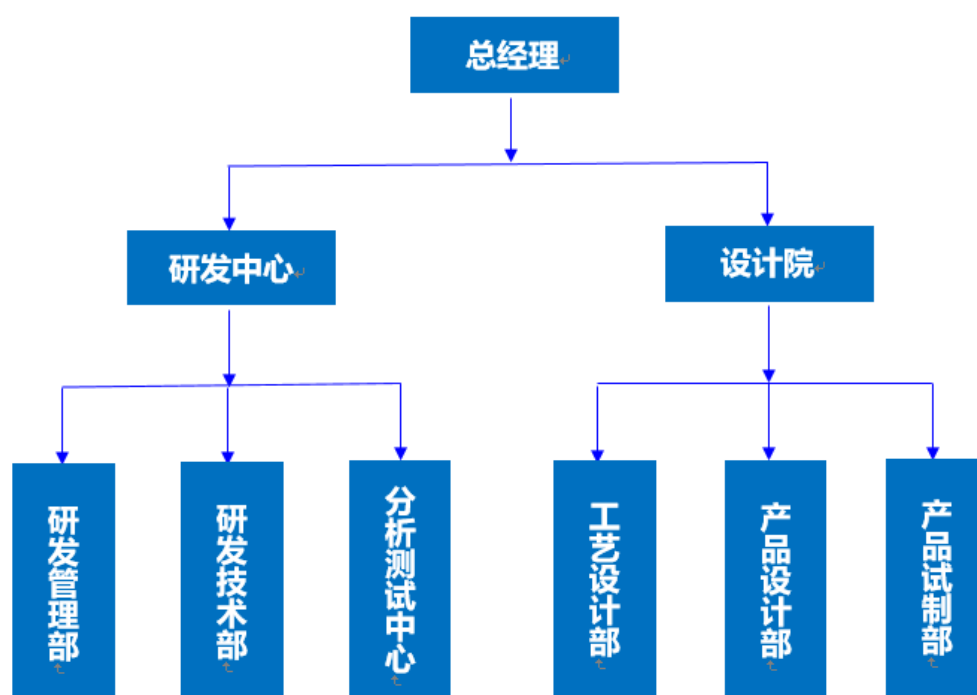 总经理
研发中心
设计院
研发管理部
研发技术部
分析测试中心
工艺设计部
产品设计部
产品试制部